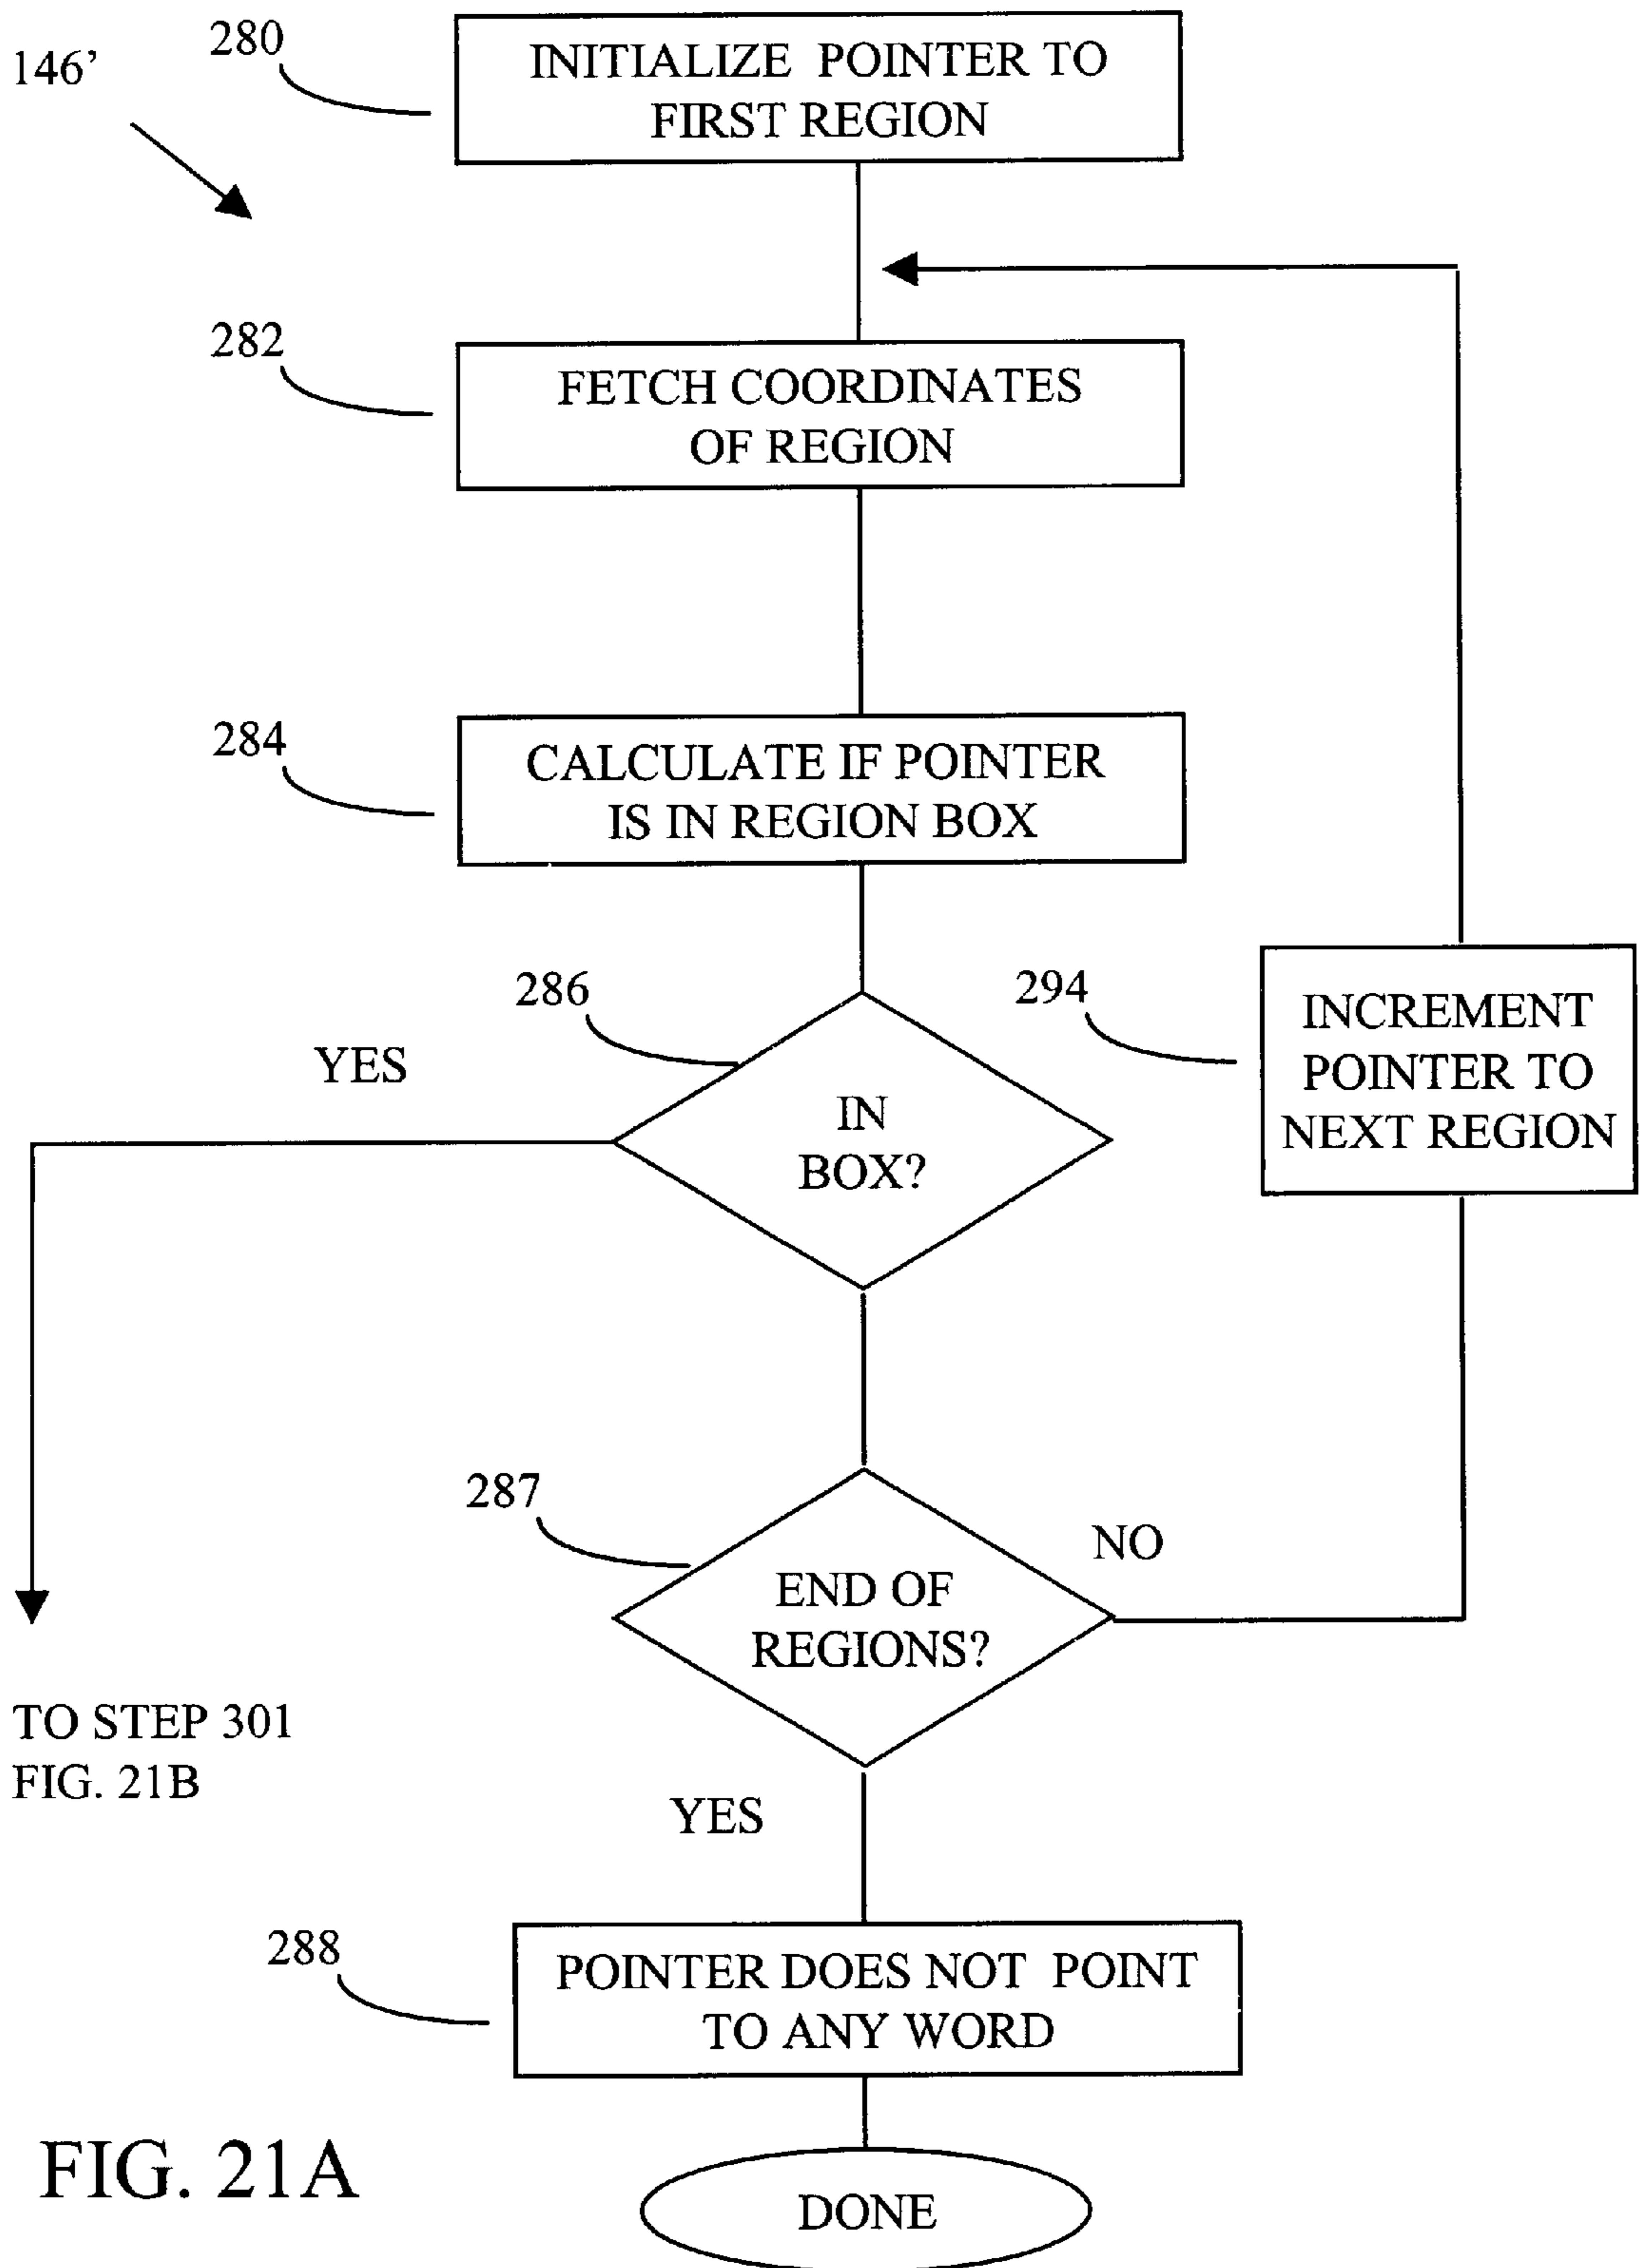 280
146’
INITIALIZE POINTER TO
FIRST REGION
282
FETCH COORDINATES
OF REGION
284
CALCULATE IF POINTER
IS IN REGION BOX
286
294
YES
IN
BOX?
INCREMENT
POINTER TO
NEXT REGION
287
NO
END OF
REGIONS?
TO STEP 301
FIG. 21B
YES
288
POINTER DOES NOT POINT
TO ANY WORD
FIG. 21A
DONE